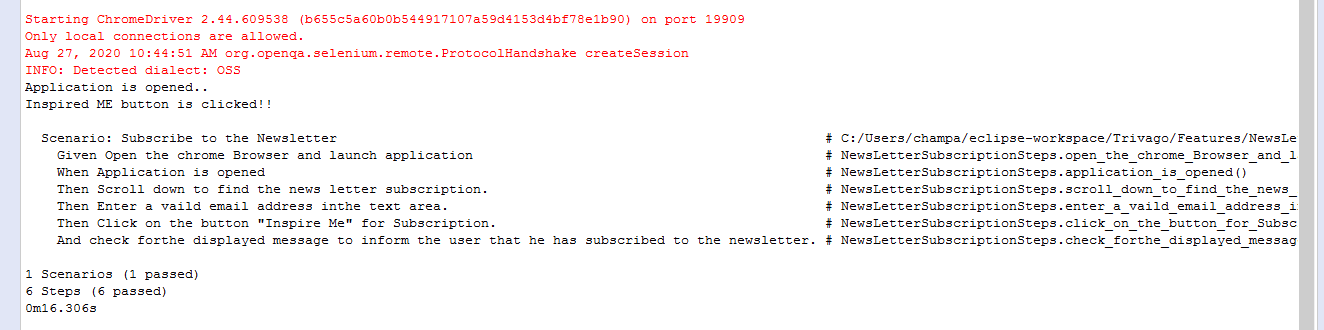 Starting ChromeDriver 2.44.609538 (b655c5a60b0b544917107a59d4153d4bf78e1b90) on port 19909
Only local connections are allowed.
Aug 27, 2020 10:44:51 AM org.openqa.selenium.remote.ProtocolHandshake createSession
INFO: Detected dialect: OSS
Application is opened..
Inspired ME button is clicked!!
Scenario: Subscribe to the Newsletter # C:/Users/champa/eclipse-workspace/Trivago/Features/NewsLe
Given Open the chrome Browser and launch application # NewsLetterSubscriptionSteps.open_the_chrome_Browser_and_l
When Application is opened # NewsLetterSubscriptionSteps.application_is_opened()
Then Scroll down to find the news letter subscription. # NewsLetterSubscriptionSteps.scroll_down_to_find_the_news_
Then Enter a vaild email address inthe text area. # NewsLetterSubscriptionSteps.enter_a_vaild_email_address_i
Then Click on the button "Inspire Me" for Subscription. # NewsLetterSubscriptionSteps.click_on_the_button_for_Subsc
And check forthe displayed message to inform the user that he has subscribed to the newsletter. # NewsLetterSubscriptionSteps.check_forthe_displayed_messag
1 Scenarios (1 passed)
6 Steps (6 passed)
0m16.306s